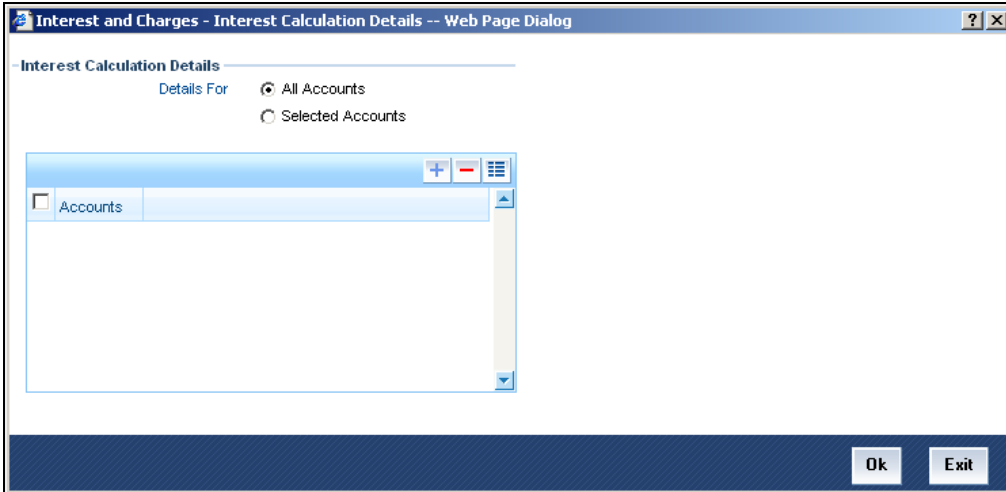 Interest and Charges - Interest Calculation Details -- Web Page Dialog
? X
Interest Calculation Details
Details For All Accounts
Selected Accounts
+ −
Accounts
Ok Exit